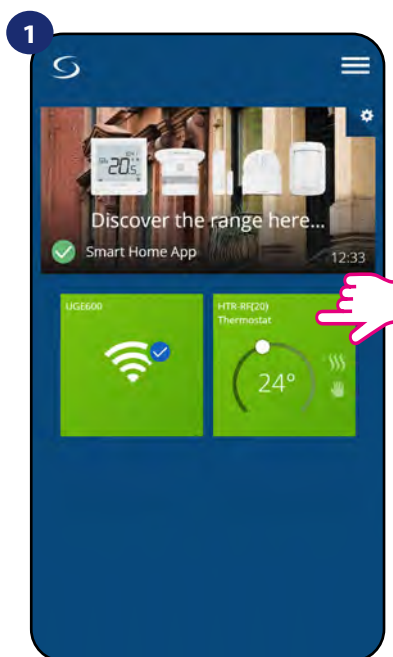 1
20.5
Discover the range here...
Smart Home App
12:33
UGE600
HTR-RF(20)
Thermostat
24°